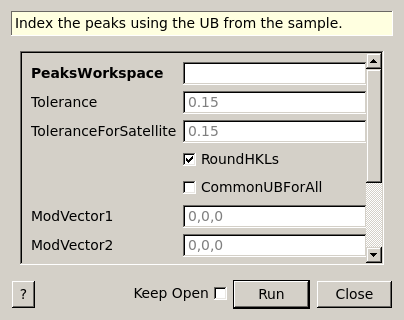 Index the peaks using the UB from the sample.
PeaksWorkspace
Tolerance 0.15
ToleranceForSatellite 0.15
RoundHKLs
CommonUBForAll
ModVector1 0,0,0
ModVector2 0,0,0
? Keep Open Run Close